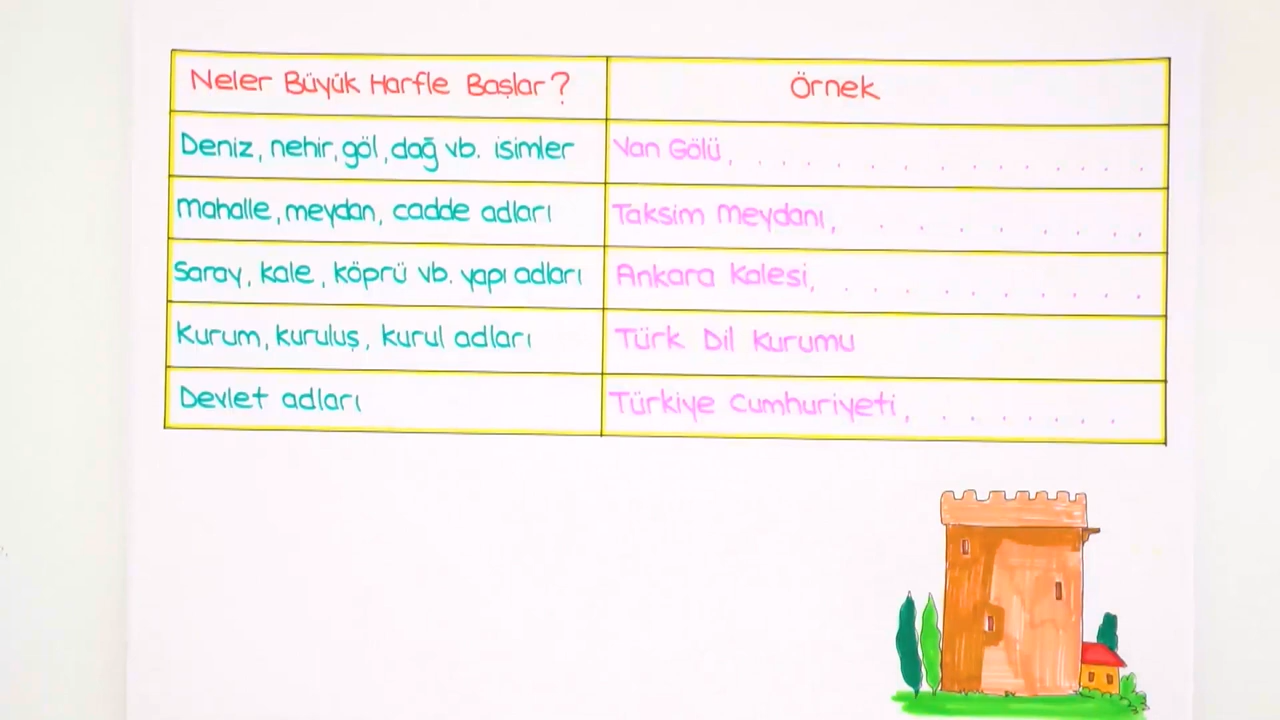 Neler Büyük Harfle Başlar? Örnek
Deniz, nehir, göl, dağ vb. isimler Van Gölü, . . . . . . . . . . . . . . .
Mahalle, meydan, cadde adları Taksim Meydanı, . . . . . . . . .
Saray, kale, köprü vb. yapı adları Ankara Kalesi, . . . . . . . . . .
Kurum, kuruluş, kurul adları Türk Dil Kurumu
Devlet adları Türkiye Cumhuriyeti, . . . . . . .